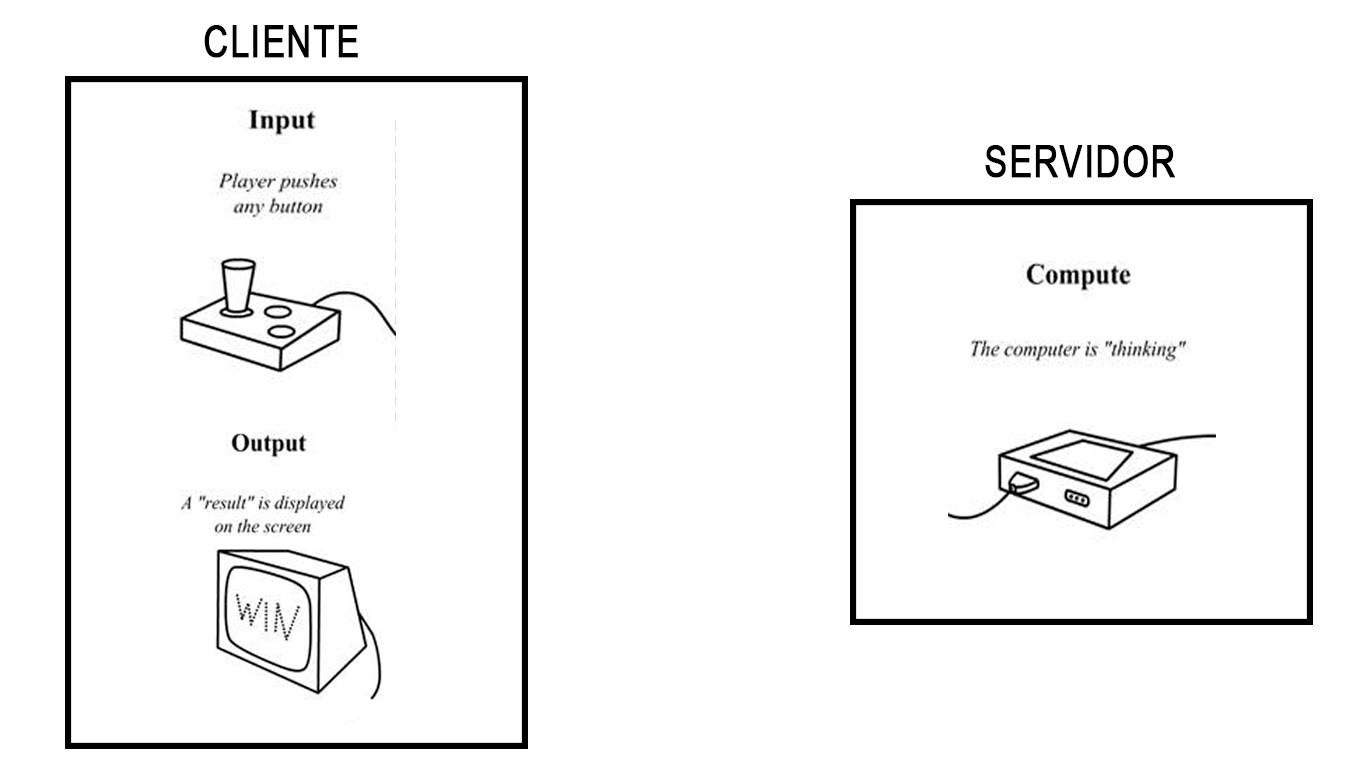 CLIENTE
Input
Player pushes
any button
Output
A "result" is displayed
on the screen
WIN
SERVIDOR
Compute
The computer is "thinking"